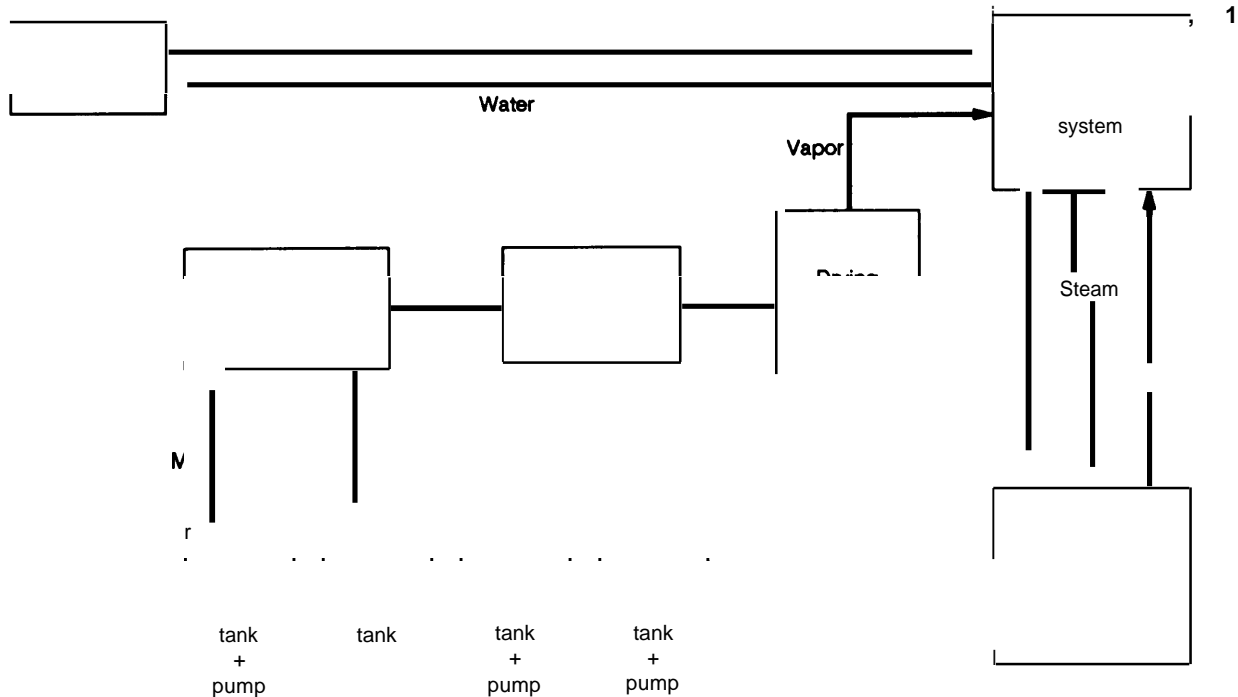 , 1
Water
system
Vapor
Steam
tank
+
pump
tank
tank
+
pump
tank
+
pump